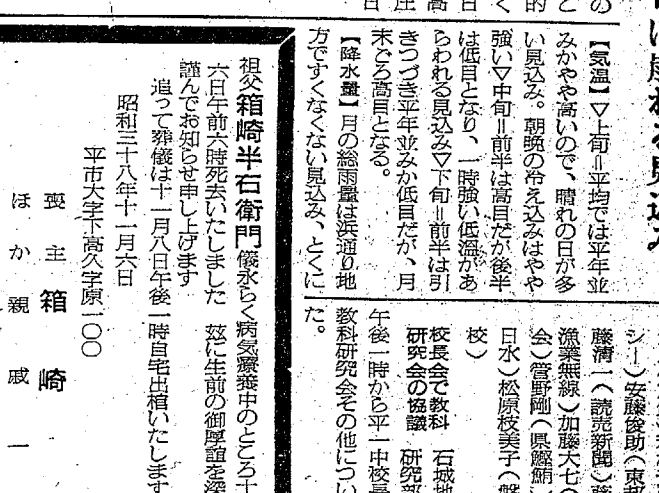 【気温】▽上旬＝平均では平年並
みかやや高いので、晴れの日が多
い見込み。朝晩の冷え込みはやや
強い▽中旬＝前半は高目だが後半
は低目となり、一時強い低温があ
らわれる見込み▽下旬＝前半は引
きつづき平年並みか低目だが、月
末ごろ高目となる。
【降水量】月の総雨量は浜通り地
方ですくなくない見込み、とくに
シー）安藤俊助（東邦
藤清一（読売新聞）
漁業無線）加藤大七（
会）菅野剛（県鰹鮪
日水）松原枝美子（磐
校）
校長会で教科　石城地
研究会の協議　研究部
午後一時から平一中校長
教科研究会その他につい
た。
祖父箱崎半右衛門儀永らく病気療養中のところ十
六日午前六時死去いたしました　玆に生前の御厚誼を深
謹んでお知らせ申し上げます
追って葬儀は十一月八日午後一時自宅出棺いたします
昭和三十八年十一月六日
平市大字下高久字原一〇〇
喪主　箱崎
ほか親戚一